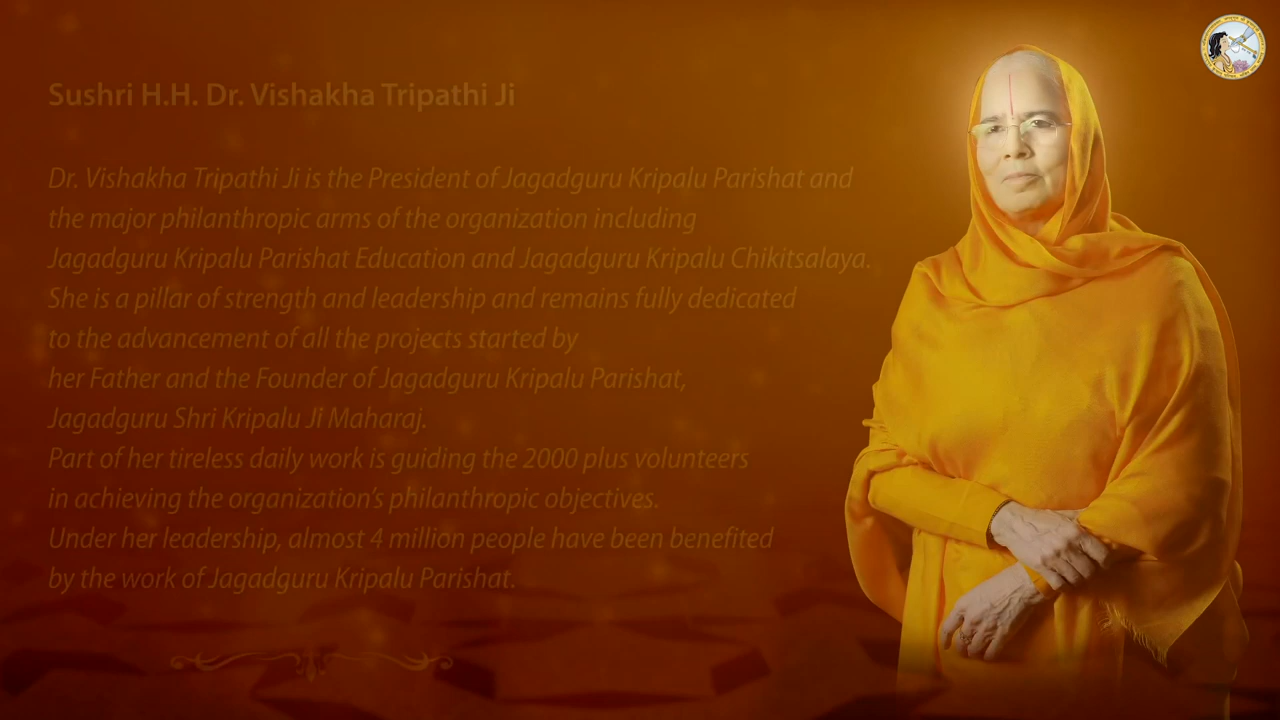 Sushri H.H. Dr. Vishakha Tripathi Ji
Dr. Vishakha Tripathi Ji is the President of Jagadguru Kripalu Parishat and
the major philanthropic arms of the organization including
Jagadguru Kripalu Parishat Education and Jagadguru Kripalu Chikitsalaya.
She is a pillar of strength and leadership and remains fully dedicated
to the advancement of all the projects started by
her Father and the Founder of Jagadguru Kripalu Parishat,
Jagadguru Shri Kripalu Ji Maharaj.
Part of her tireless daily work is guiding the 2000 plus volunteers
in achieving the organization's philanthropic objectives.
Under her leadership, almost 4 million people have been benefited
by the work of Jagadguru Kripalu Parishat.